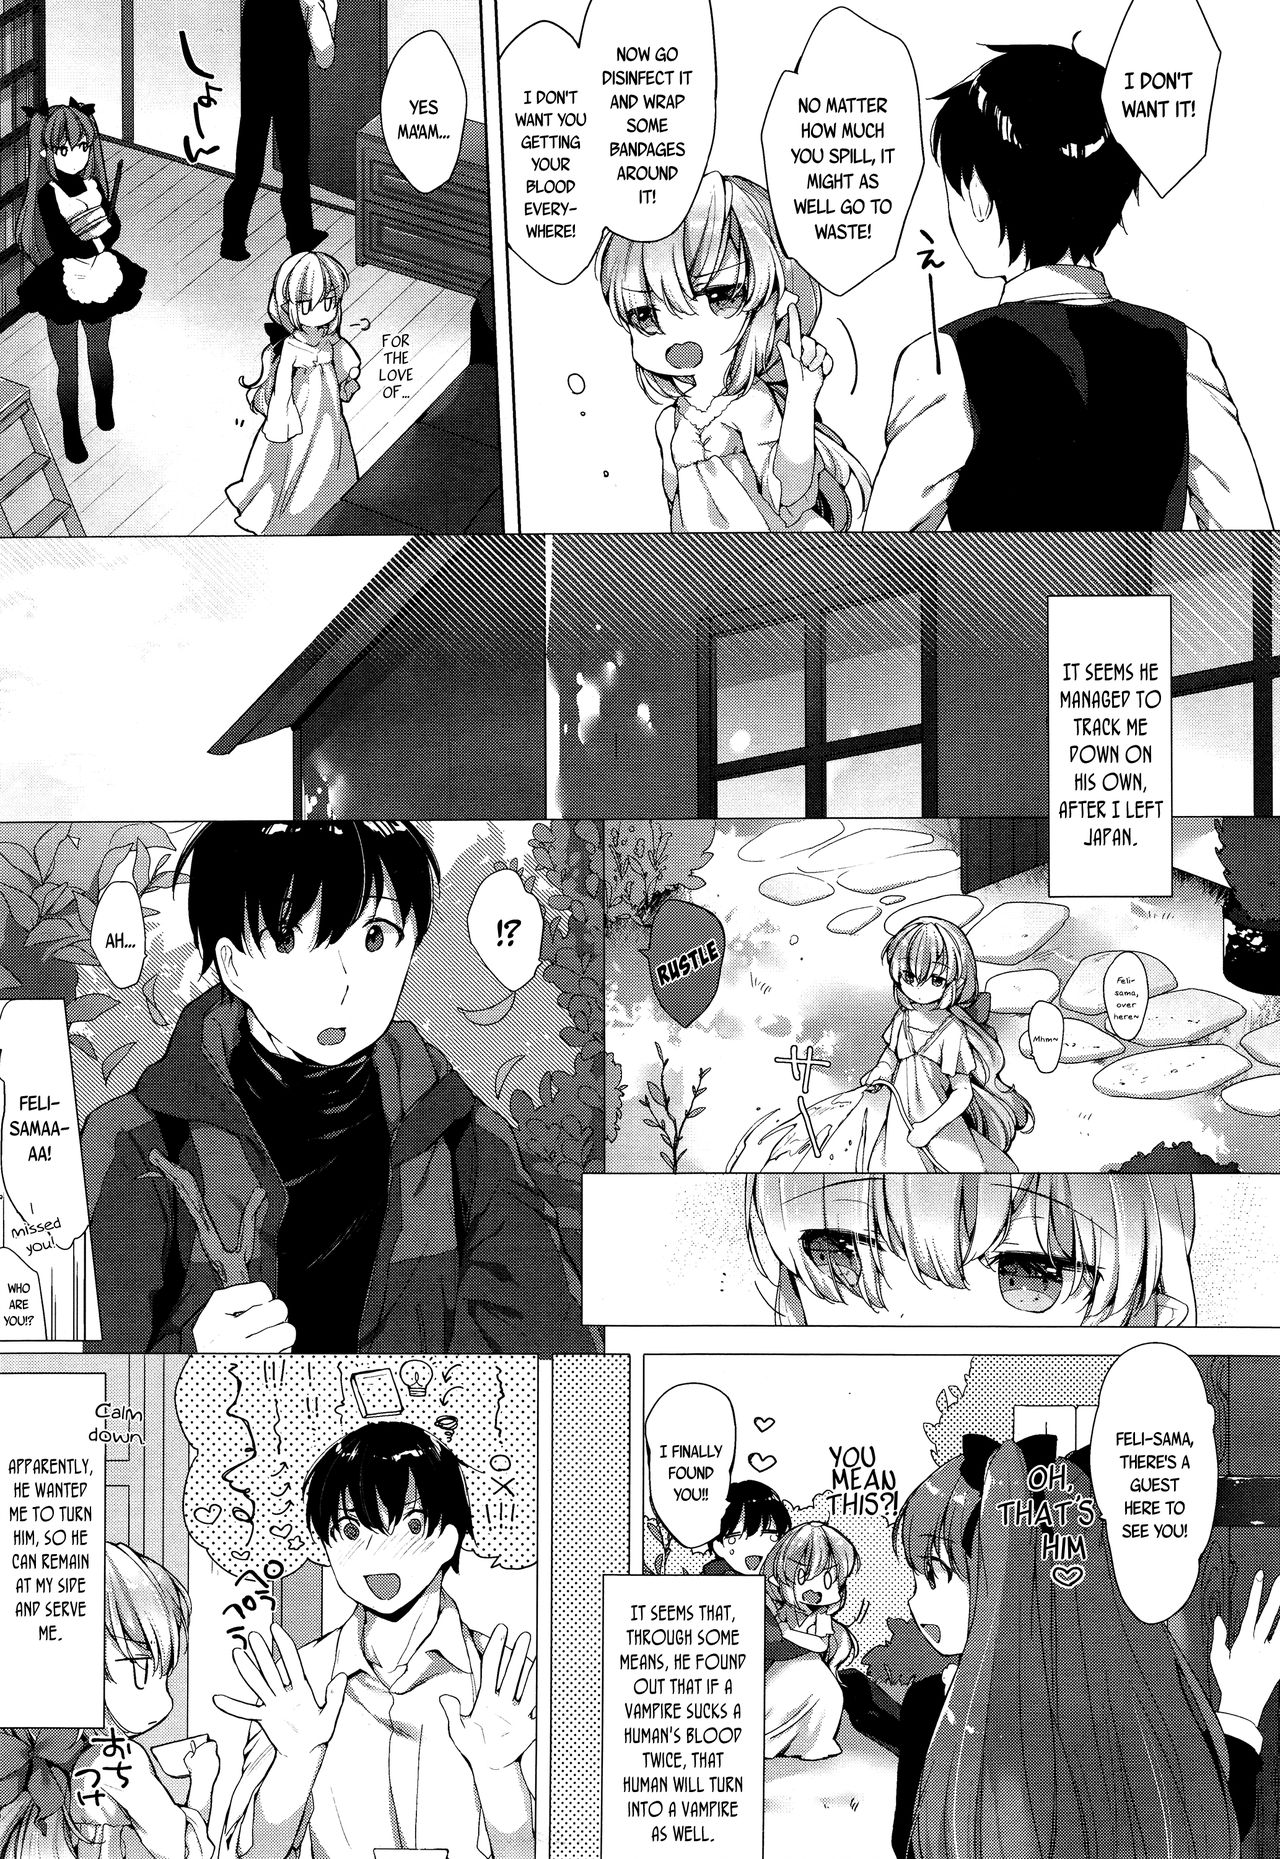 I DON'T
WANT IT!
NO MATTER
HOW MUCH
YOU SPILL, IT
MIGHT AS
WELL GO TO
WASTE!
え
NOW GO
DISINFECT IT
AND WRAP
SOME
BANDAGES
AROUND
IT!
I DON'T
WANT YOU
GETTING
YOUR
BLOOD
EVERY-
WHERE!
YES
MA'AM...
しょーん
FOR
THE
LOVE
OF...
IT SEEMS HE
MANAGED TO
TRACK ME
DOWN ON
HIS OWN,
AFTER I LEFT
JAPAN.
Feli-
sama,
over
here~
Mhm~
RUSTLE
サー
!?
AH...
FELI-
SAMAA-
AA!
I
missed
you!
WHO
ARE
YOU!?
FELI-SAMA,
THERE'S A
GUEST
HERE TO
SEE YOU!
OH,
THAT'S
HIM
YOU
MEAN
THIS?!
I FINALLY
FOUND
YOU!!
IT SEEMS THAT,
THROUGH SOME
MEANS, HE FOUND
OUT THAT IF A
VAMPIRE SUCKS A
HUMAN'S BLOOD
TWICE, THAT
HUMAN WILL TURN
INTO A VAMPIRE
AS WELL.
Calm
down
おちつけ
APPARENTLY,
HE WANTED
ME TO TURN
HIM, SO HE
CAN REMAIN
AT MY SIDE
AND SERVE
ME.